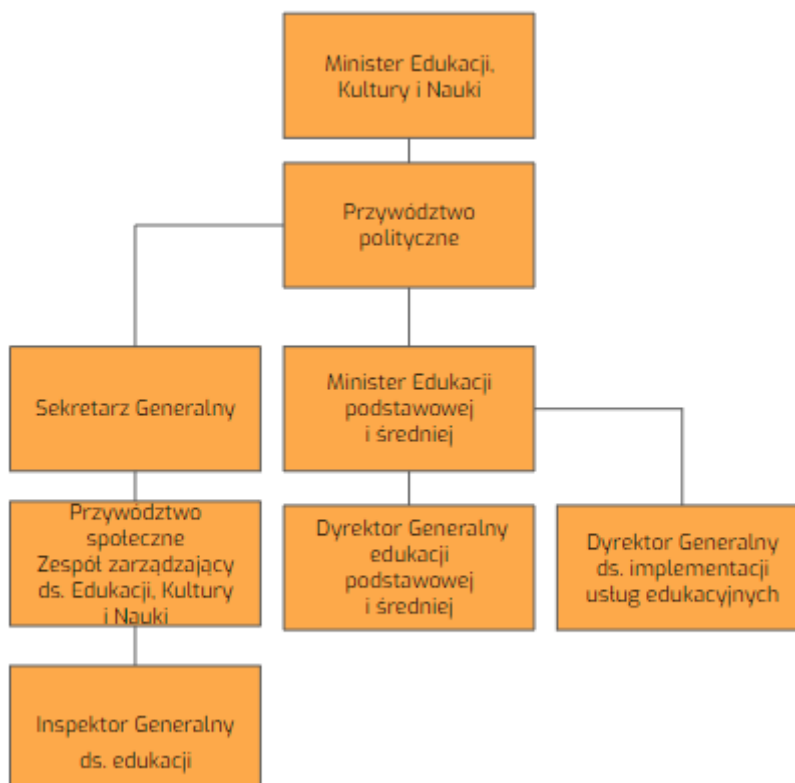 Minister Edukacji,
Kultury i Nauki
Przywództwo
polityczne
Sekretarz Generalny
Minister Edukacji
podstawowej
i średniej
Przywództwo
społeczne
Zespół zarządzający
ds. Edukacji, Kultury
i Nauki
Dyrektor Generalny
edukacji
podstawowej
i średniej
Dyrektor Generalny
ds. implementacji
usług edukacyjnych
Inspektor Generalny
ds. edukacji